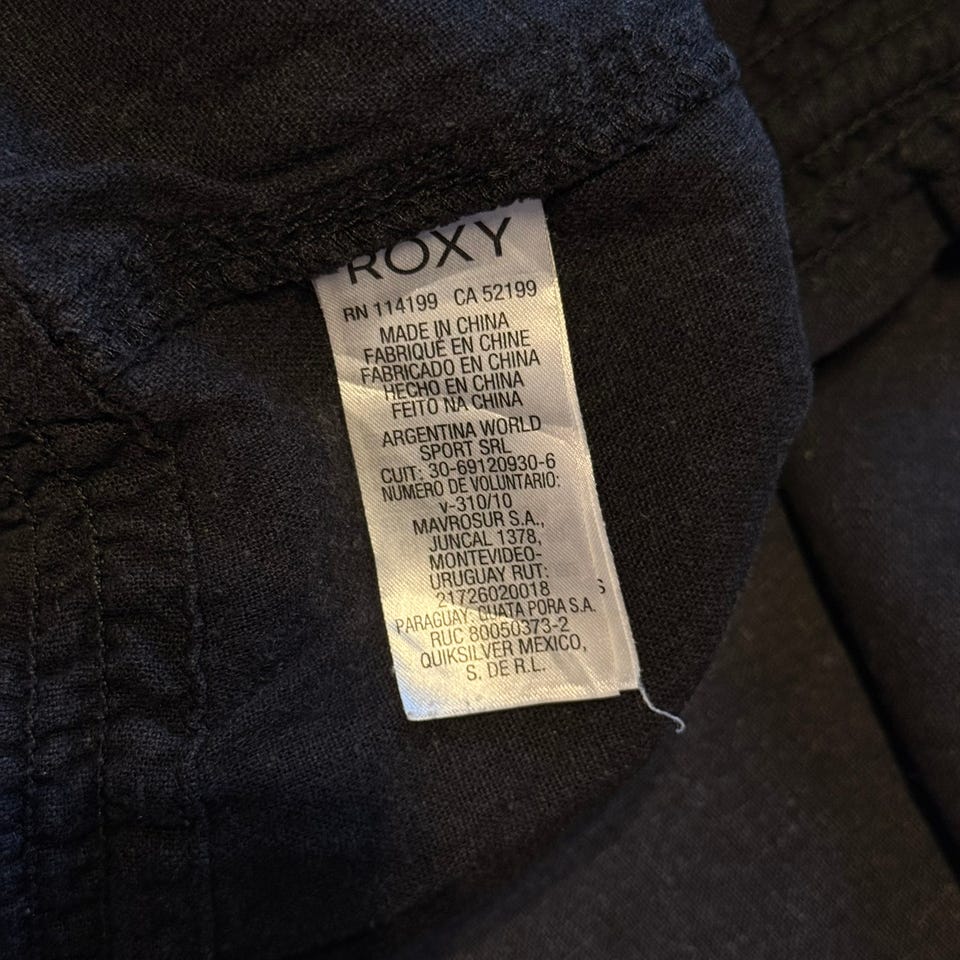 ROXY
RN 114199 CA 52199
MADE IN CHINA
FABRIQUÉ EN CHINE
FABRICADO EN CHINA
HECHO EN CHINA
FEITO NA CHINA
ARGENTINA WORLD
SPORT SRL
CUIT: 30-69120930-6
NUMERO DE VOLUNTARIO:
v-310/10
MAVROSUR S.A.,
JUNCAL 1378,
MONTEVIDEO-
URUGUAY RUT:
21726020018
PARAGUAY: GUATA PORA S.A.
RUC 80050373-2
QUIKSILVER MEXICO,
S. DE R.L.